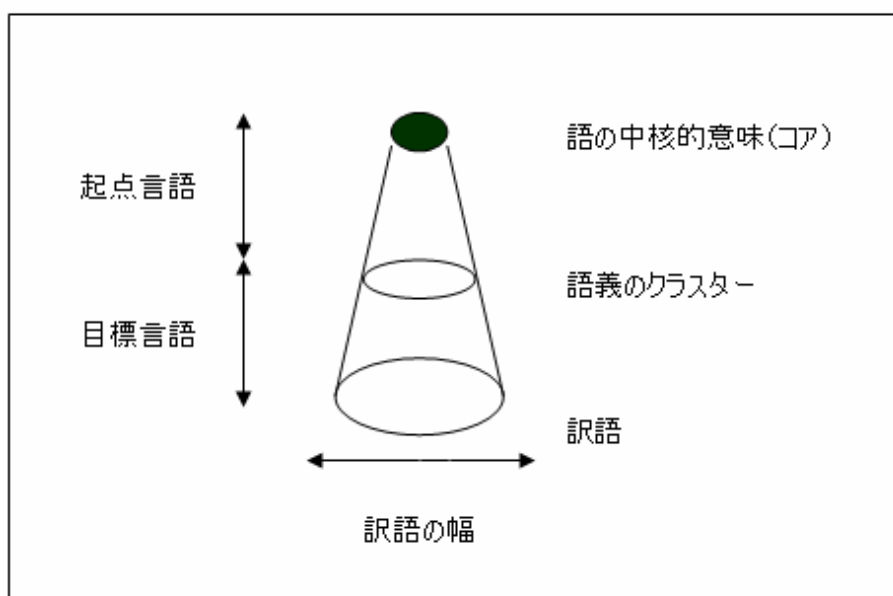 語の中核的意味(コア)
起点言語
語義のクラスター
目標言語
訳語
訳語の幅